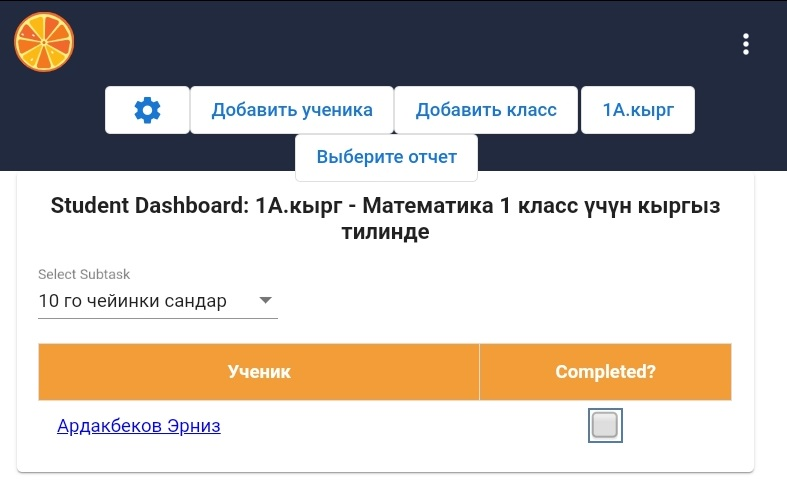 Добавить ученика
Добавить класс
1А.кырг
Выберите отчет
Student Dashboard: 1А.кырг - Математика 1 класс үчүн кыргыз
тилинде
Select Subtask
10 го чейинки сандар
Ученик
Completed?
Ардакбеков Эрниз